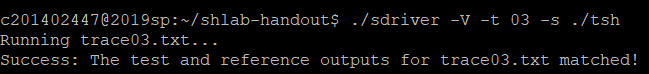 c201402447@2019sp:~/shlab-handout$ ./sdriver -V -t 03 -s ./tsh
Running trace03.txt...
Success: The test and reference outputs for trace03.txt matched!